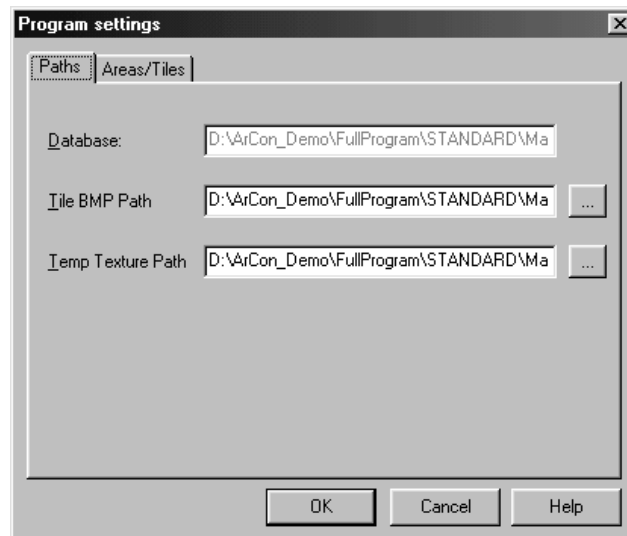 Program settings
Paths Areas/Tiles
Database: D:\ArCon_Demo\FullProgram\STANDARD\Ma
Tile BMP Path D:\ArCon_Demo\FullProgram\STANDARD\Ma ...
Temp Texture Path D:\ArCon_Demo\FullProgram\STANDARD\Ma ...
OK Cancel Help